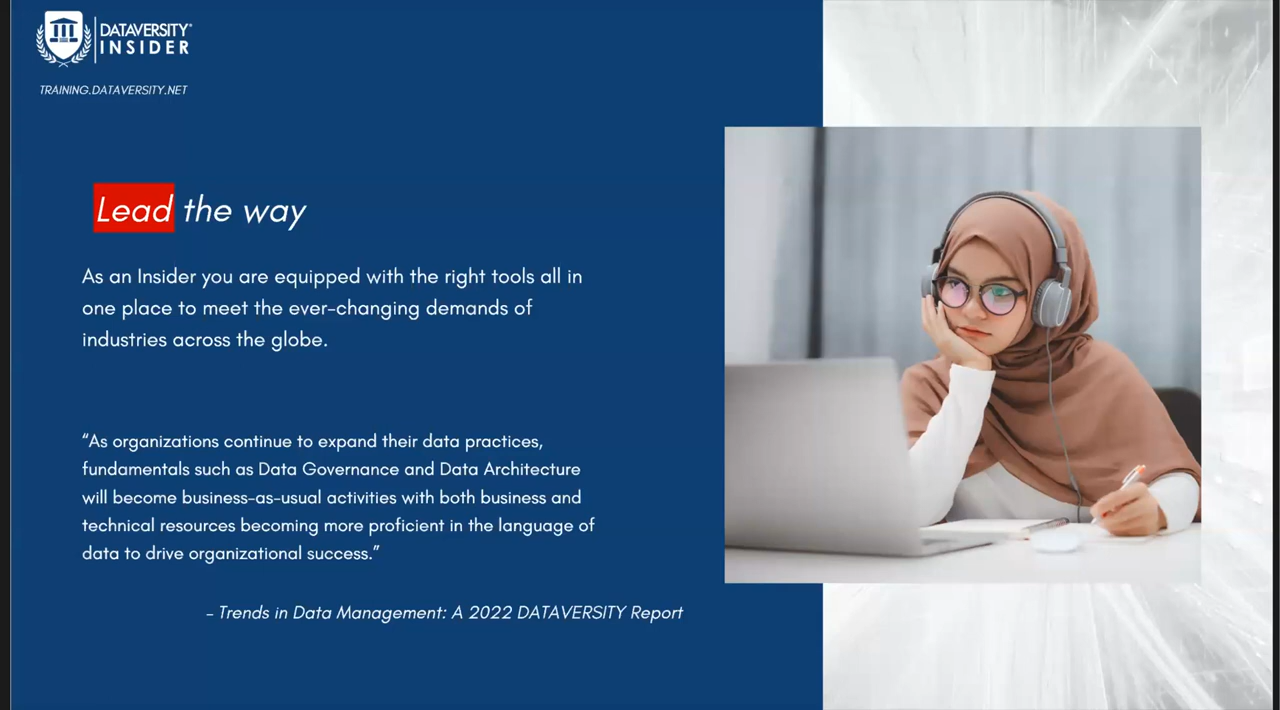 DATAVERSITY®
INSIDER
TRAINING.DATAVERSITY.NET
Lead the way
As an Insider you are equipped with the right tools all in
one place to meet the ever-changing demands of
industries across the globe.
“As organizations continue to expand their data practices,
fundamentals such as Data Governance and Data Architecture
will become business-as-usual activities with both business and
technical resources becoming more proficient in the language of
data to drive organizational success.”
– Trends in Data Management: A 2022 DATAVERSITY Report